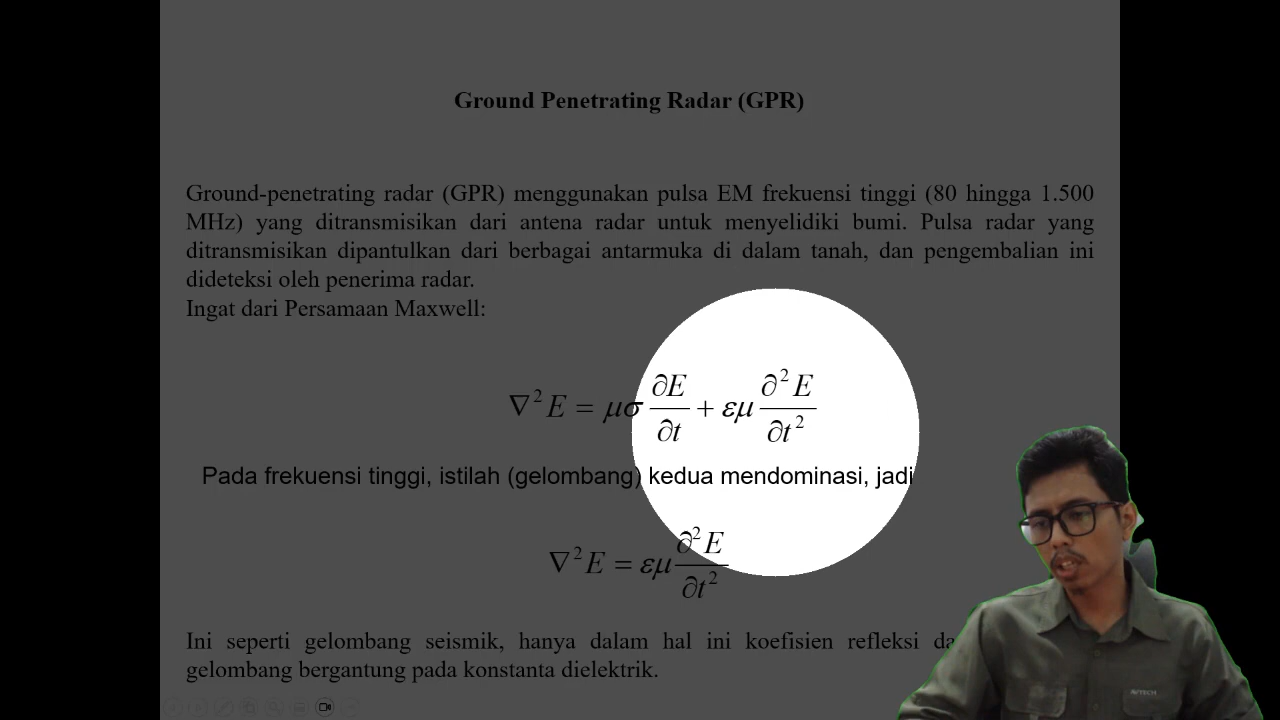 Ground Penetrating Radar (GPR)
Ground-penetrating radar (GPR) menggunakan pulsa EM frekuensi tinggi (80 hingga 1.500
MHz) yang ditransmisikan dari antena radar untuk menyelidiki bumi. Pulsa radar yang
ditransmisikan dipantulkan dari berbagai antarmuka di dalam tanah, dan pengembalian ini
dideteksi oleh penerima radar.
Ingat dari Persamaan Maxwell:
∇²E = μσ ∂E/∂t + εμ ∂²E/∂t²
Pada frekuensi tinggi, istilah (gelombang) kedua mendominasi, jadi
∇²E = εμ ∂²E/∂t²
Ini seperti gelombang seismik, hanya dalam hal ini koefisien refleksi
gelombang bergantung pada konstanta dielektrik.